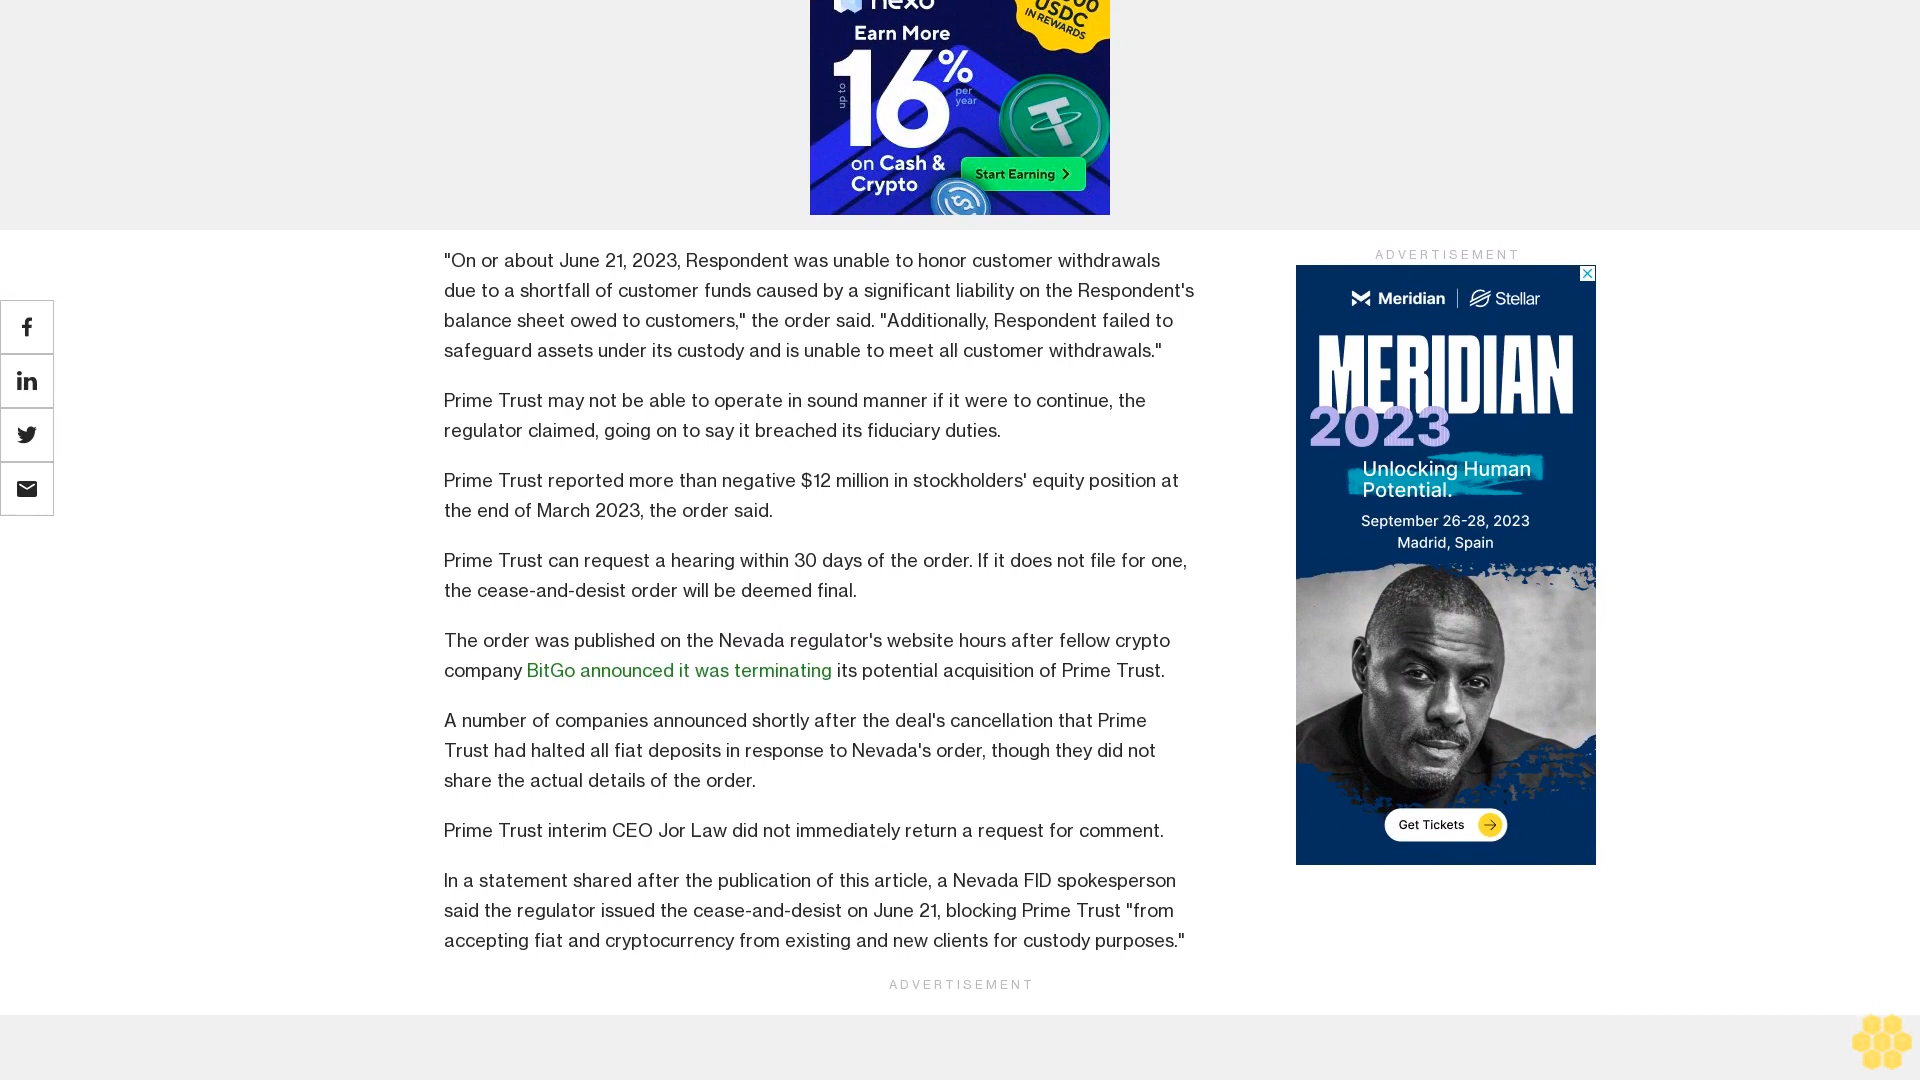 nexo
USDC
IN REWARDS
Earn More
up to
16%
per
year
on Cash &
Crypto
Start Earning
"On or about June 21, 2023, Respondent was unable to honor customer withdrawals
due to a shortfall of customer funds caused by a significant liability on the Respondent's
balance sheet owed to customers," the order said. "Additionally, Respondent failed to
safeguard assets under its custody and is unable to meet all customer withdrawals."
Prime Trust may not be able to operate in sound manner if it were to continue, the
regulator claimed, going on to say it breached its fiduciary duties.
Prime Trust reported more than negative $12 million in stockholders' equity position at
the end of March 2023, the order said.
Prime Trust can request a hearing within 30 days of the order. If it does not file for one,
the cease-and-desist order will be deemed final.
The order was published on the Nevada regulator's website hours after fellow crypto
company BitGo announced it was terminating its potential acquisition of Prime Trust.
A number of companies announced shortly after the deal's cancellation that Prime
Trust had halted all fiat deposits in response to Nevada's order, though they did not
share the actual details of the order.
Prime Trust interim CEO Jor Law did not immediately return a request for comment.
In a statement shared after the publication of this article, a Nevada FID spokesperson
said the regulator issued the cease-and-desist on June 21, blocking Prime Trust "from
accepting fiat and cryptocurrency from existing and new clients for custody purposes."
ADVERTISEMENT
ADVERTISEMENT
Meridian | Stellar
MERIDIAN
2023
Unlocking Human
Potential.
September 26-28, 2023
Madrid, Spain
Get Tickets